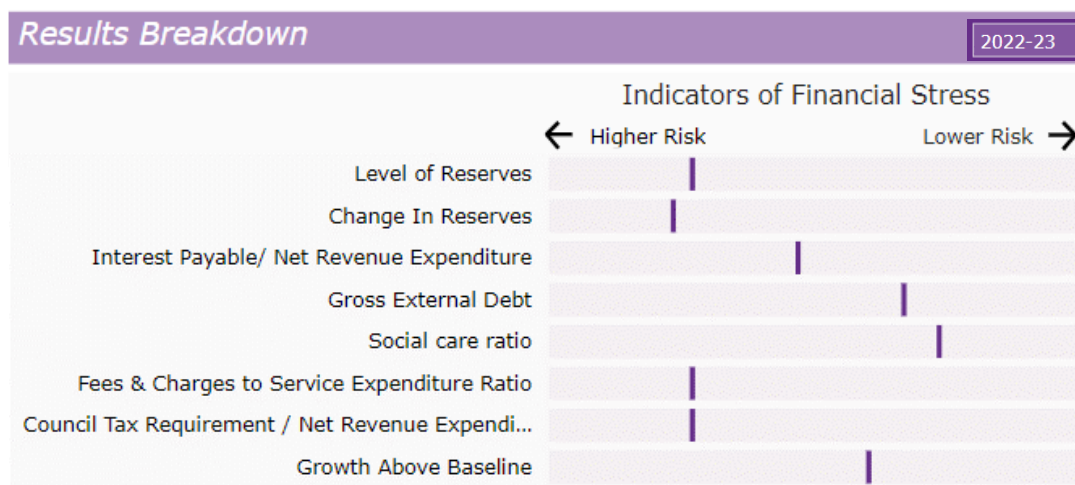 Results Breakdown
2022-23
Indicators of Financial Stress
Higher Risk
Lower Risk
Level of Reserves
Change In Reserves
Interest Payable/ Net Revenue Expenditure
Gross External Debt
Social care ratio
Fees & Charges to Service Expenditure Ratio
Council Tax Requirement / Net Revenue Expendi...
Growth Above Baseline